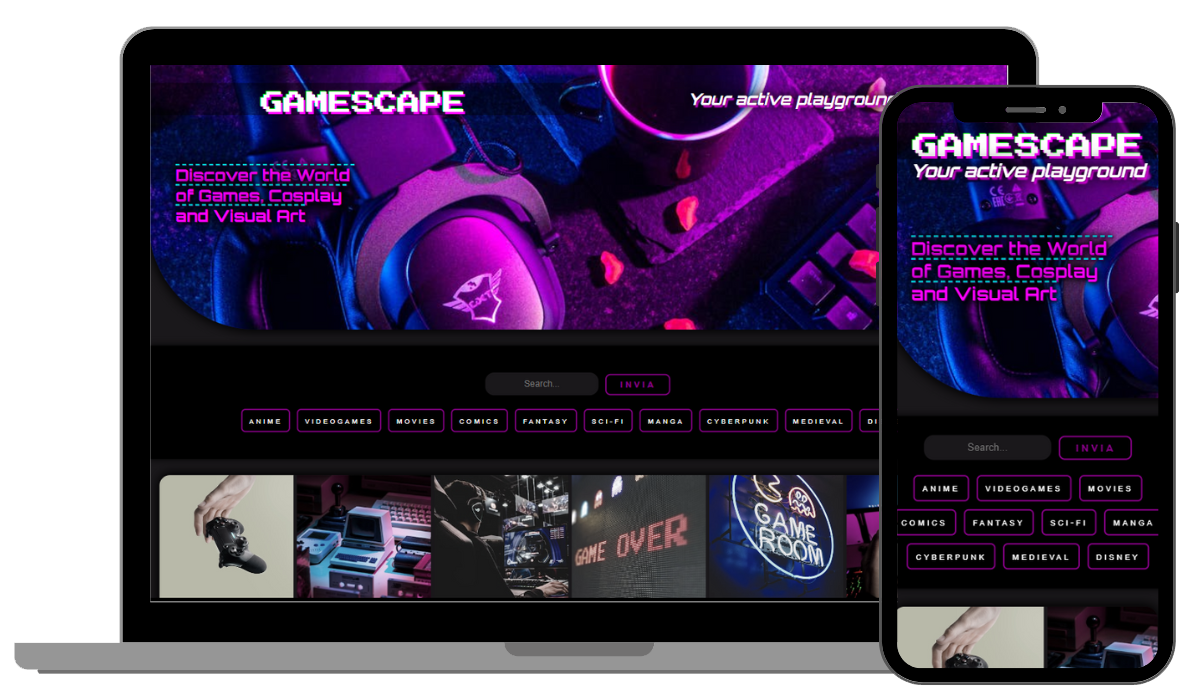 GAMESCAPE
Your active playground
Discover the World
of Games, Cosplay
and Visual Art
Search...
INVIA
ANIME
VIDEOGAMES
MOVIES
COMICS
FANTASY
SCI-FI
MANGA
CYBERPUNK
MEDIEVAL
DI
GAME OVER
GAME
ROOM
GAMESCAPE
Your active playground
Discover the World
of Games, Cosplay
and Visual Art
Search...
INVIA
ANIME
VIDEOGAMES
MOVIES
COMICS
FANTASY
SCI-FI
MANGA
CYBERPUNK
MEDIEVAL
DISNEY